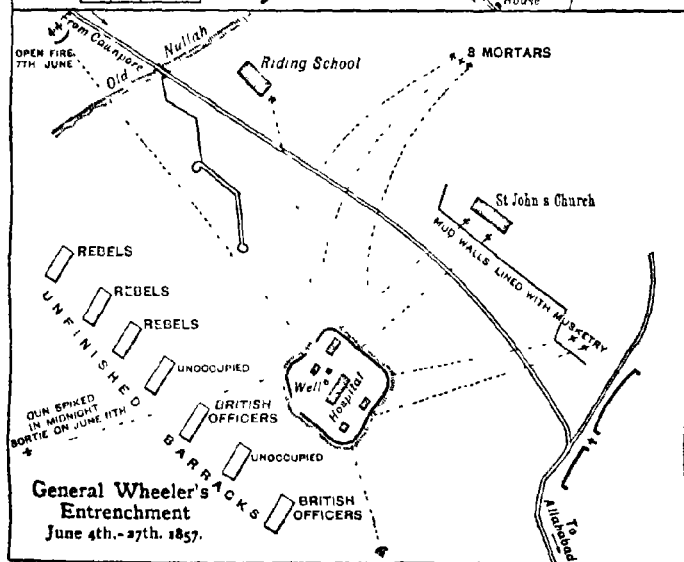 House
From Caunpore
OPEN FIRE
7TH JUNE
Old Nullah
Riding School
8 MORTARS
St John s Church
MUD WALLS LINED WITH MUSKETRY
REBELS
REBELS
REBELS
UNOCCUPIED
UNFINISHED
BARRACKS
Well
Hospital
GUN SPIKED
IN MIDNIGHT
SORTIE ON JUNE 11TH
BRITISH
OFFICERS
UNOCCUPIED
BRITISH
OFFICERS
General Wheeler's
Entrenchment
June 4th.-27th. 1857.
To
Allahabad